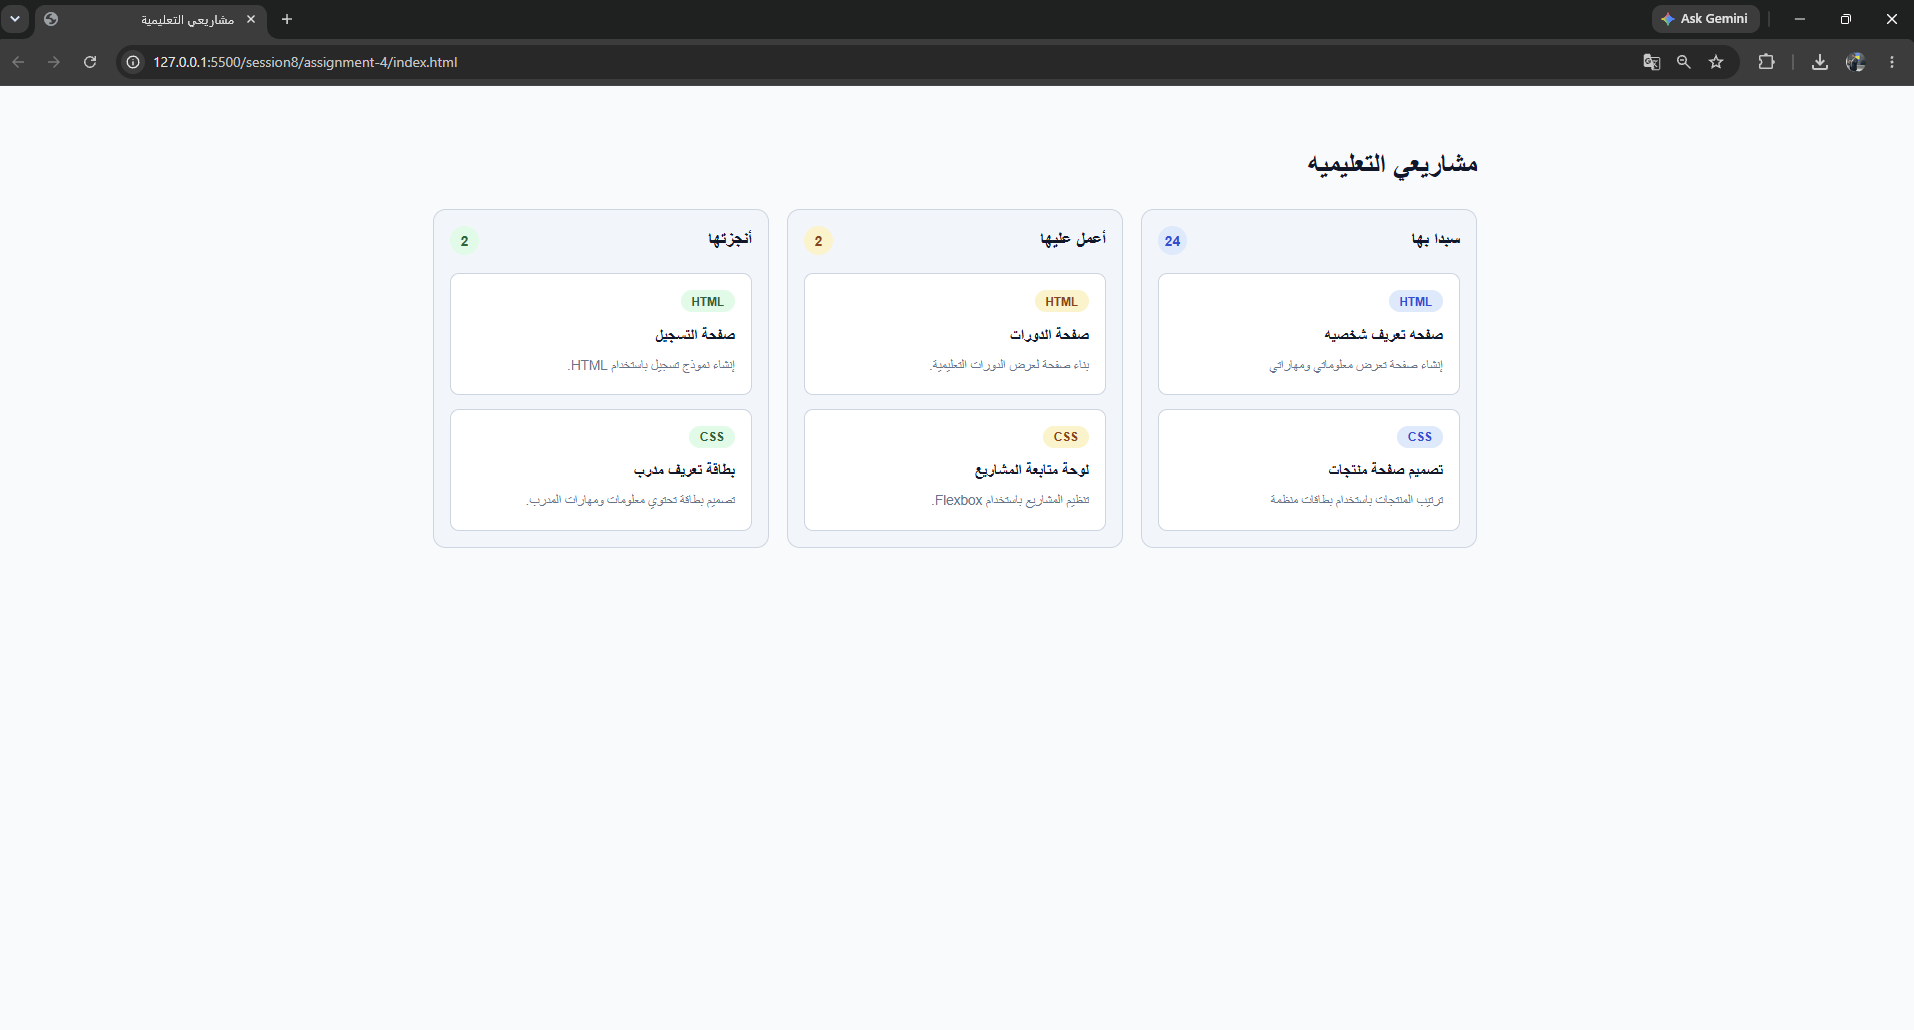 مشاريعي التعليمية
Ask Gemini
127.0.0.1:5500/session8/assignment-4/index.html
مشاريعي التعليميه
سبدا بها
24
HTML
صفحه تعريف شخصيه
إنشاء صفحة تعرض معلوماتي ومهاراتي
CSS
تصميم صفحة منتجات
ترتيب المنتجات باستخدام بطاقات منظمة
أعمل عليها
2
HTML
صفحة الدورات
بناء صفحة لعرض الدورات التعليمية.
CSS
لوحة متابعة المشاريع
تنظيم المشاريع باستخدام Flexbox.
أنجزتها
2
HTML
صفحة التسجيل
إنشاء نموذج تسجيل باستخدام HTML.
CSS
بطاقة تعريف مدرب
تصميم بطاقة تحتوي معلومات ومهارات المدرب.